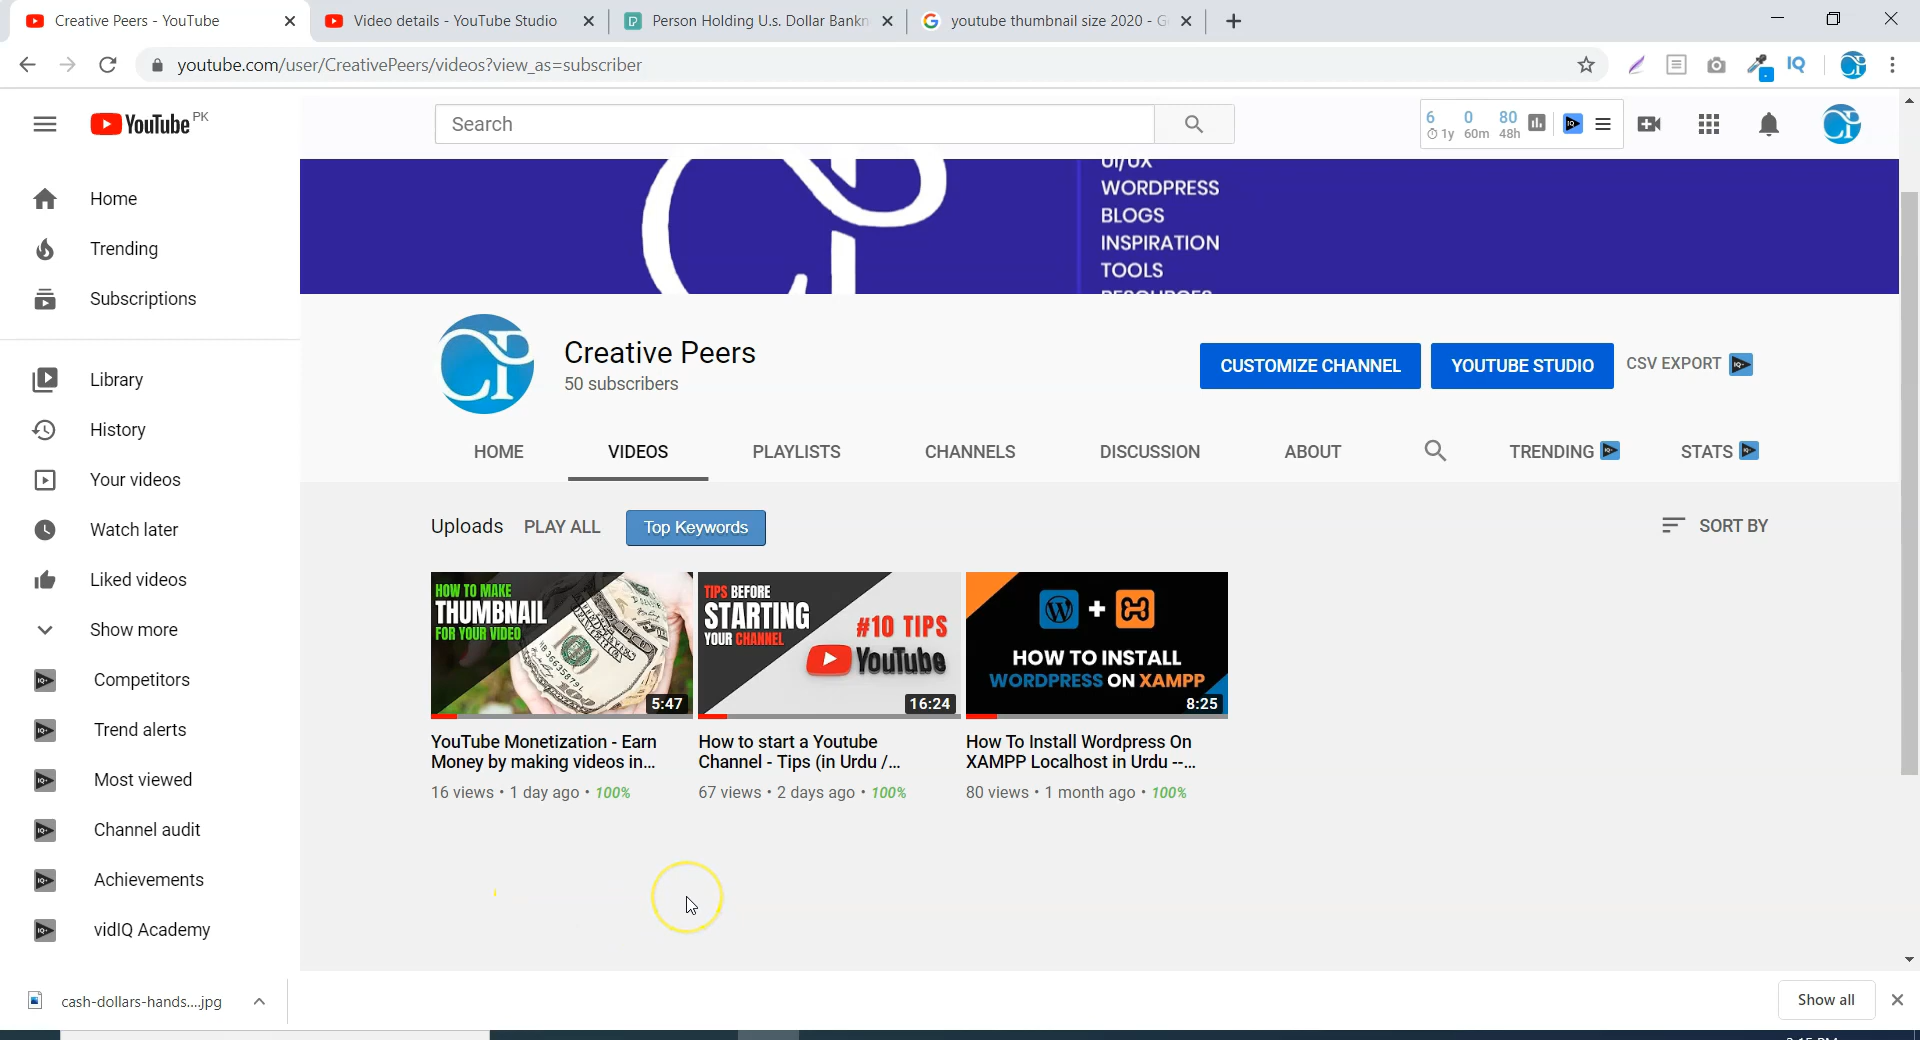 Creative Peers - YouTube
Video details - YouTube Studio
Person Holding U.s. Dollar Bankn
youtube thumbnail size 2020 - G
youtube.com/user/CreativePeers/videos?view_as=subscriber
IQ
YouTube PK
Search
6 0 80
1y 60m 48h
Home
Trending
Subscriptions
Library
History
Your videos
Watch later
Liked videos
Show more
Competitors
Trend alerts
Most viewed
Channel audit
Achievements
vidIQ Academy
UI/UX
WORDPRESS
BLOGS
INSPIRATION
TOOLS
RESOURCES
Creative Peers
50 subscribers
CUSTOMIZE CHANNEL
YOUTUBE STUDIO
CSV EXPORT
HOME
VIDEOS
PLAYLISTS
CHANNELS
DISCUSSION
ABOUT
TRENDING
STATS
Uploads
PLAY ALL
Top Keywords
SORT BY
HOW TO MAKE
THUMBNAIL
FOR YOUR VIDEO
5:47
YouTube Monetization - Earn
Money by making videos in...
16 views • 1 day ago • 100%
TIPS BEFORE
STARTING
YOUR CHANNEL
#10 TIPS
YouTube
16:24
How to start a Youtube
Channel - Tips (in Urdu /...
67 views • 2 days ago • 100%
HOW TO INSTALL
WORDPRESS ON XAMPP
8:25
How To Install Wordpress On
XAMPP Localhost in Urdu --...
80 views • 1 month ago • 100%
cash-dollars-hands....jpg
Show all